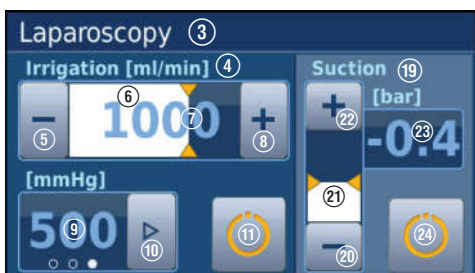 Laparoscopy ③
Irrigation [ml/min] ④
Suction ⑲
⑥
− ⑤
1000 ⑦
+ ⑧
+ ㉒
[bar]
-0.4 ㉓
[mmHg]
㉑
500 ⑨
⑩
⑪
− ⑳
㉔